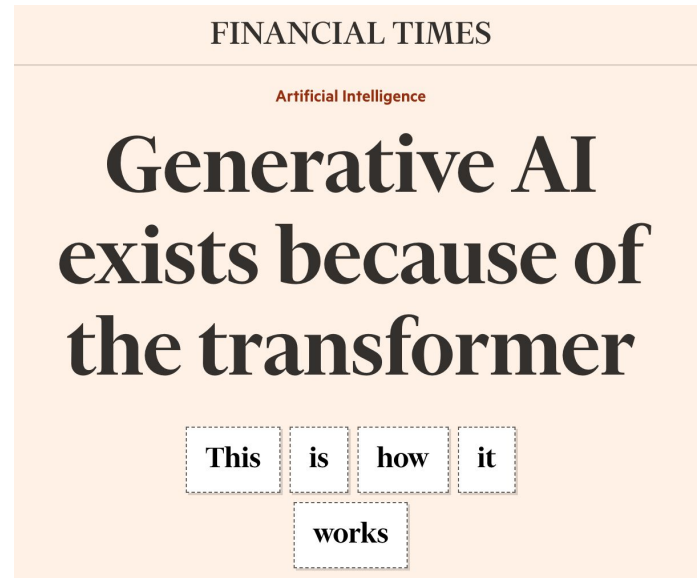 FINANCIAL TIMES
Artificial Intelligence
Generative AI
exists because of
the transformer
This is how it
works